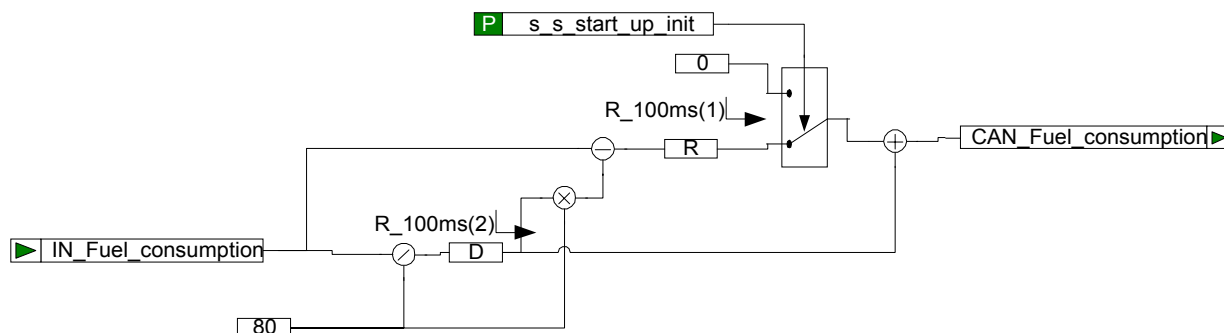 P s_s_start_up_init
0
R_100ms(1)
R
CAN_Fuel_consumption
R_100ms(2)
IN_Fuel_consumption
D
80